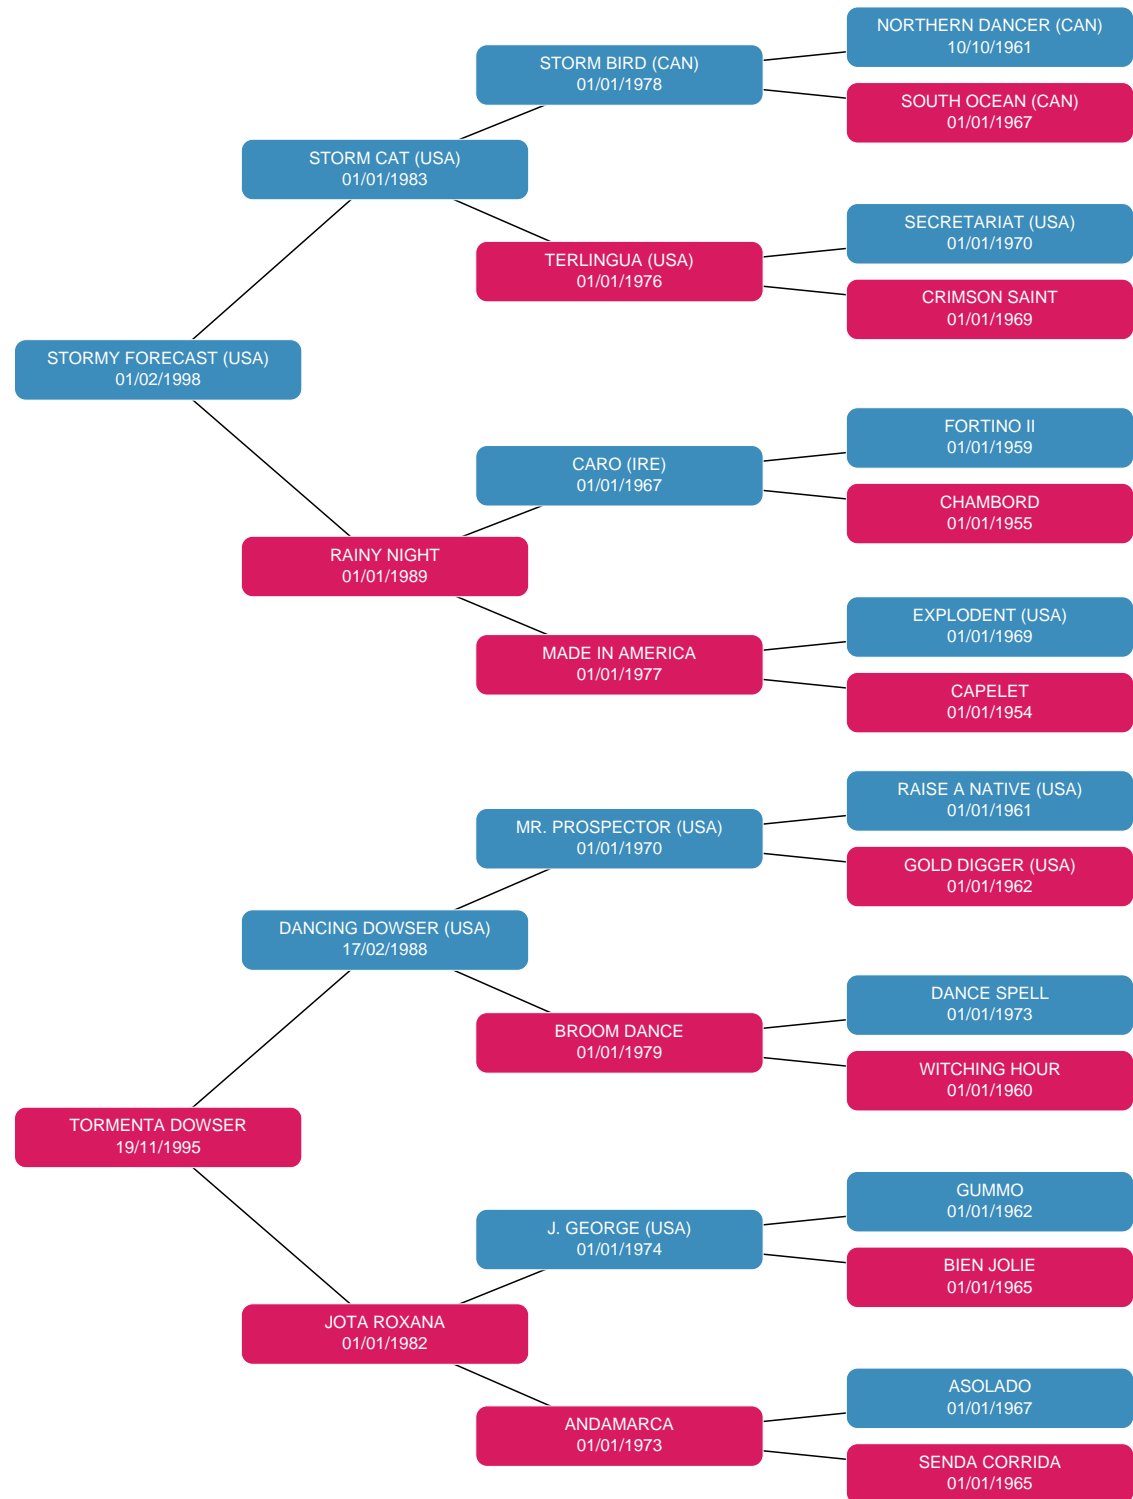 NORTHERN DANCER (CAN)
10/10/1961
STORM BIRD (CAN)
01/01/1978
SOUTH OCEAN (CAN)
01/01/1967
STORM CAT (USA)
01/01/1983
SECRETARIAT (USA)
01/01/1970
TERLINGUA (USA)
01/01/1976
CRIMSON SAINT
01/01/1969
STORMY FORECAST (USA)
01/02/1998
FORTINO II
01/01/1959
CARO (IRE)
01/01/1967
CHAMBORD
01/01/1955
RAINY NIGHT
01/01/1989
EXPLODENT (USA)
01/01/1969
MADE IN AMERICA
01/01/1977
CAPELET
01/01/1954
RAISE A NATIVE (USA)
01/01/1961
MR. PROSPECTOR (USA)
01/01/1970
GOLD DIGGER (USA)
01/01/1962
DANCING DOWSER (USA)
17/02/1988
DANCE SPELL
01/01/1973
BROOM DANCE
01/01/1979
WITCHING HOUR
01/01/1960
TORMENTA DOWSER
19/11/1995
GUMMO
01/01/1962
J. GEORGE (USA)
01/01/1974
BIEN JOLIE
01/01/1965
JOTA ROXANA
01/01/1982
ASOLADO
01/01/1967
ANDAMARCA
01/01/1973
SENDA CORRIDA
01/01/1965